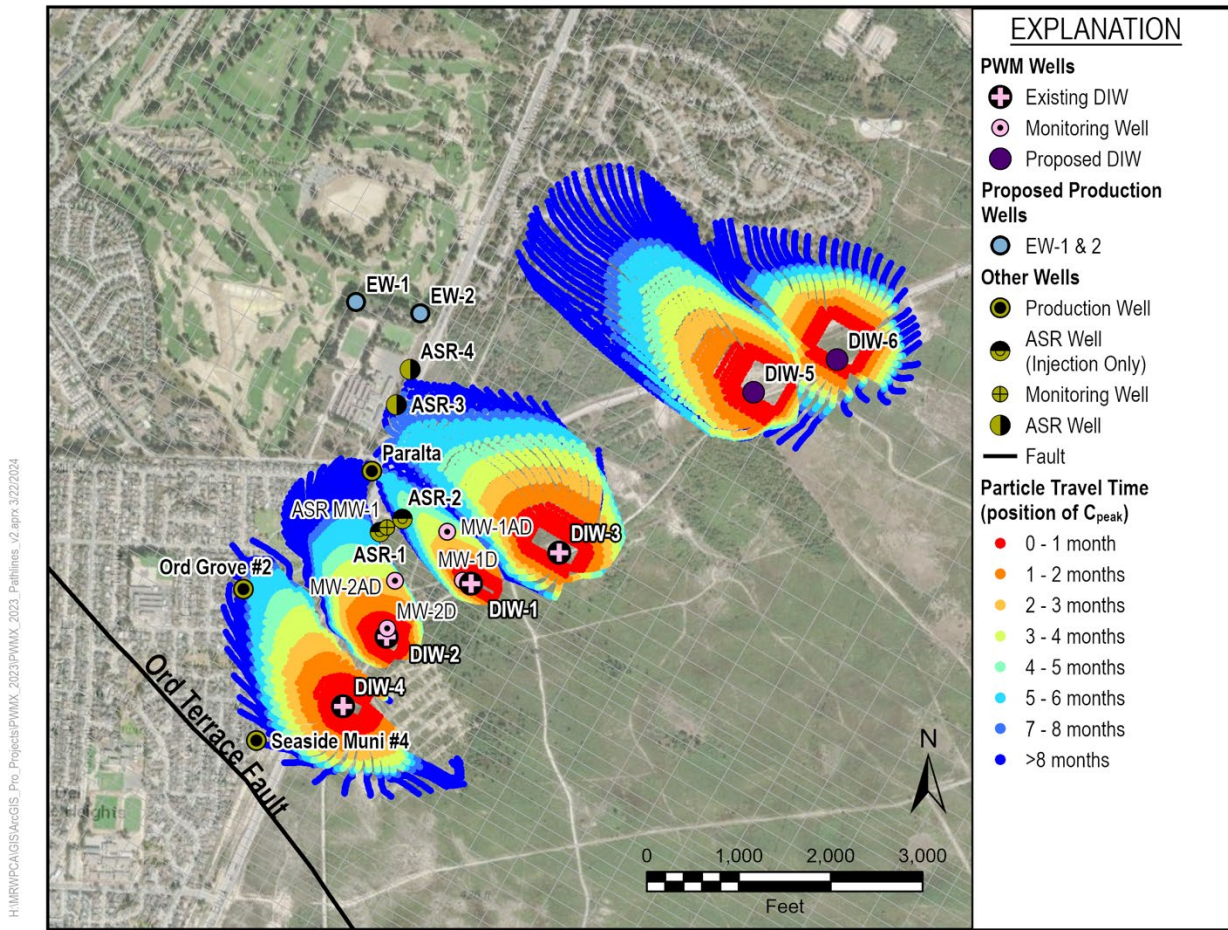 EW-1
EW-2
ASR-4
ASR-3
Paralta
ASR-2
ASR MW-1
MW-1AD
ASR-1
MW-1D
DIW-3
Ord Grove #2
MW-2AD
DIW-1
MW-2D
DIW-2
DIW-4
Seaside Muni #4
Ord Terrace Fault
DIW-6
DIW-5
Heights
N
0 1,000 2,000 3,000
Feet
EXPLANATION
PWM Wells
Existing DIW
Monitoring Well
Proposed DIW
Proposed Production
Wells
EW-1 & 2
Other Wells
Production Well
ASR Well
(Injection Only)
Monitoring Well
ASR Well
Fault
Particle Travel Time
(position of Cpeak)
0 - 1 month
1 - 2 months
2 - 3 months
3 - 4 months
4 - 5 months
5 - 6 months
7 - 8 months
>8 months
H:\MRWPCA\GIS\ArcGIS_Pro_Projects\PWMX_2023\PWMX_2023_Pathlines_v2.aprx 3/22/2024